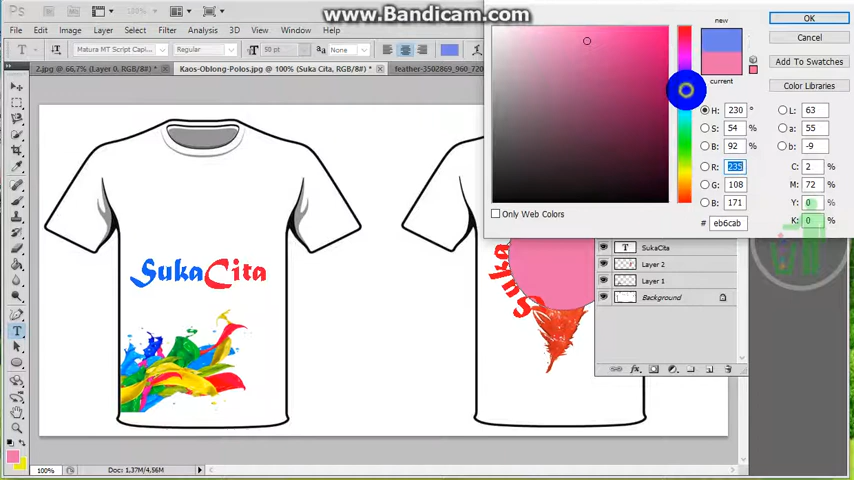 www.Bandicam.com
Ps
100%
File Edit Image Layer Select Filter Analysis 3D View Window
Matura MT Script Capi...
Regular
50 pt
None
2.jpg @ 66,7% (Layer 0, RGB/8#) *
Kaos-Oblong-Polos.jpg @ 100% (Suka Cita, RGB/8#) *
feather-3502869_960_720
new
current
OK
Cancel
Add To Swatches
Color Libraries
H: 230 °
S: 54 %
B: 92 %
R: 235
G: 108
B: 171
# eb6cab
L: 63
a: 55
b: -9
C: 2 %
M: 72 %
Y: 0 %
K: 0 %
Only Web Colors
SukaCita
Suka
T SukaCita
Layer 2
Layer 1
Background
fx
100%
Doc: 1,37M/4,56M